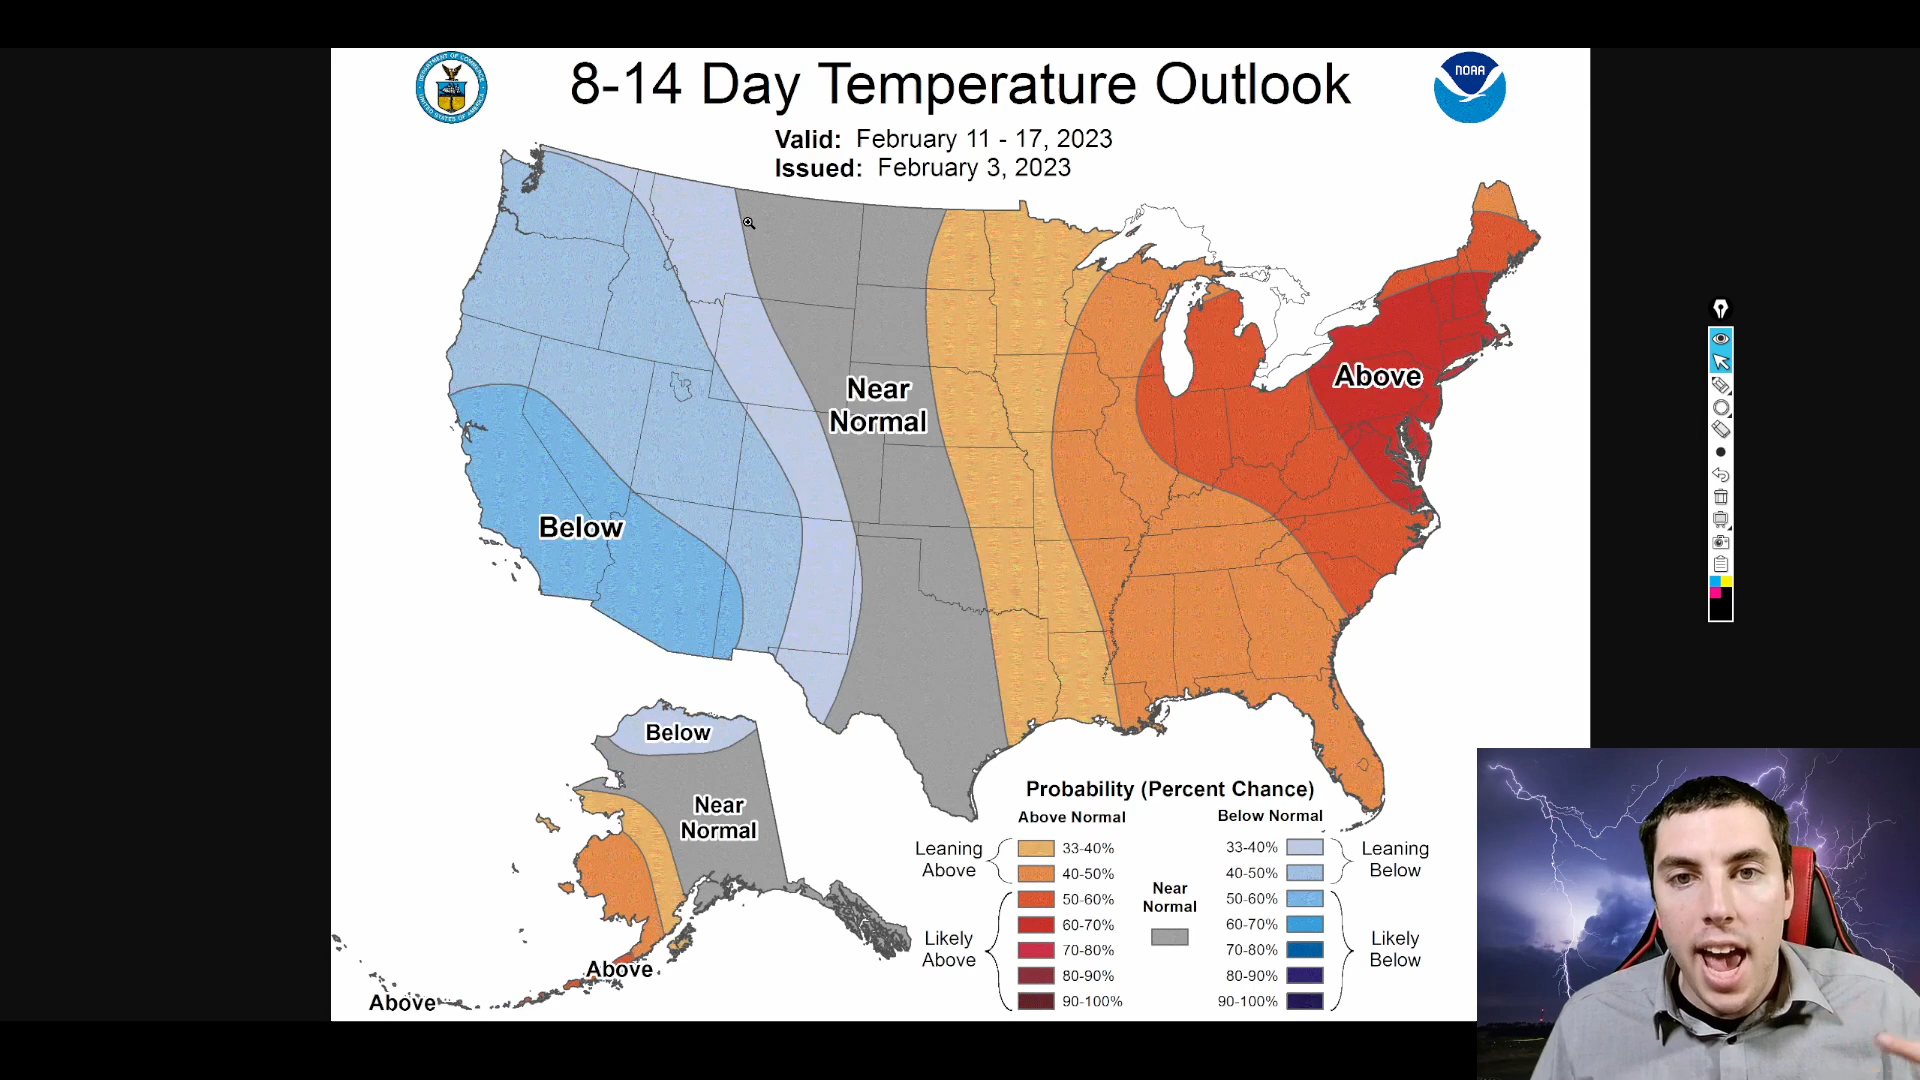 8-14 Day Temperature Outlook
NOAA
Valid: February 11 - 17, 2023
Issued: February 3, 2023
Near
Normal
Above
Below
Below
Near
Normal
Above
Above
Probability (Percent Chance)
Above Normal
Below Normal
Leaning
Above
33-40%
40-50%
Likely
Above
50-60%
60-70%
70-80%
80-90%
90-100%
Near
Normal
33-40%
40-50%
Leaning
Below
50-60%
60-70%
70-80%
80-90%
90-100%
Likely
Below